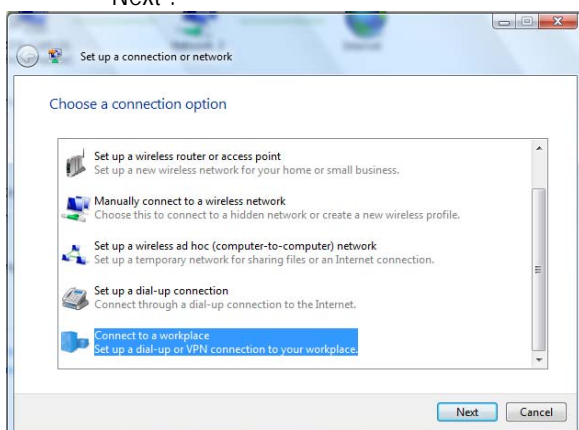 Next".
Set up a connection or network
Choose a connection option
Set up a wireless router or access point
Set up a new wireless network for your home or small business.
Manually connect to a wireless network
Choose this to connect to a hidden network or create a new wireless profile.
Set up a wireless ad hoc (computer-to-computer) network
Set up a temporary network for sharing files or an Internet connection.
Set up a dial-up connection
Connect through a dial-up connection to the Internet.
Connect to a workplace
Set up a dial-up or VPN connection to your workplace.
Next Cancel